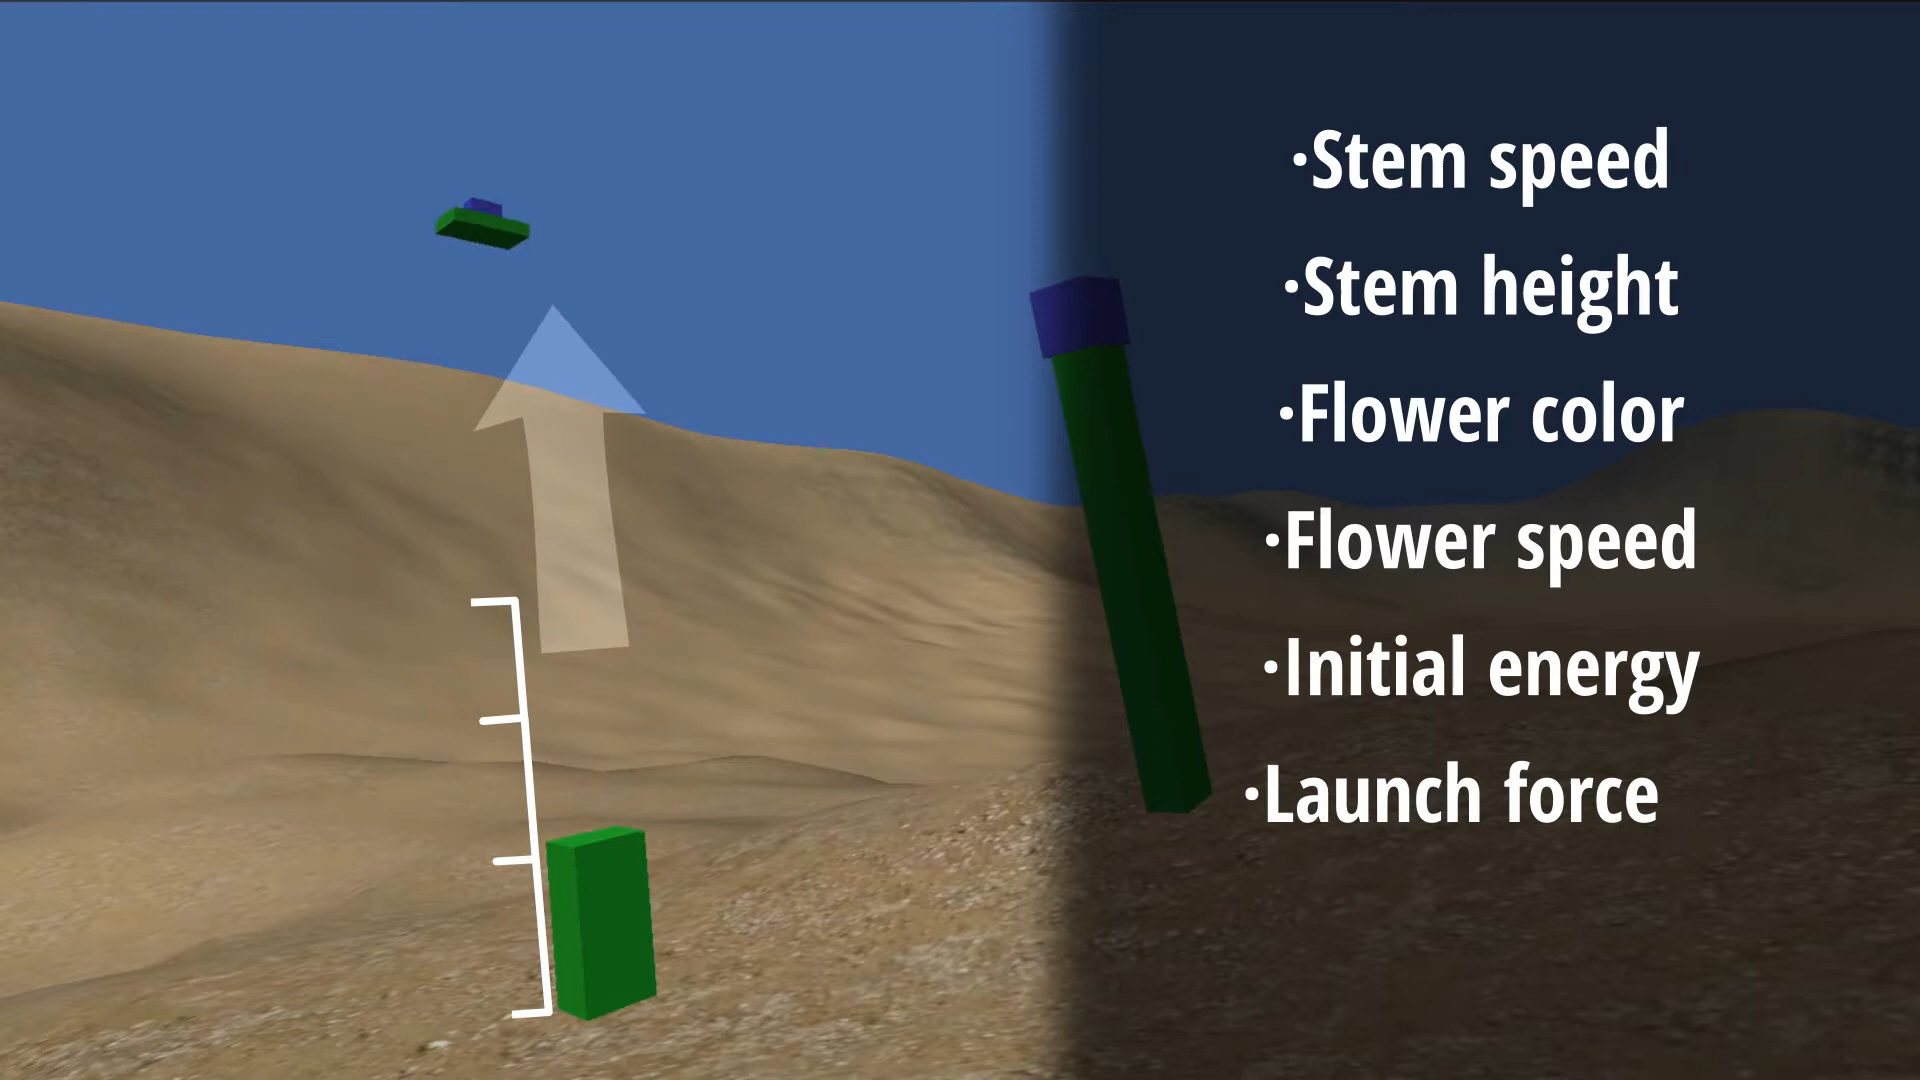 ·Stem speed
·Stem height
·Flower color
·Flower speed
·Initial energy
·Launch force